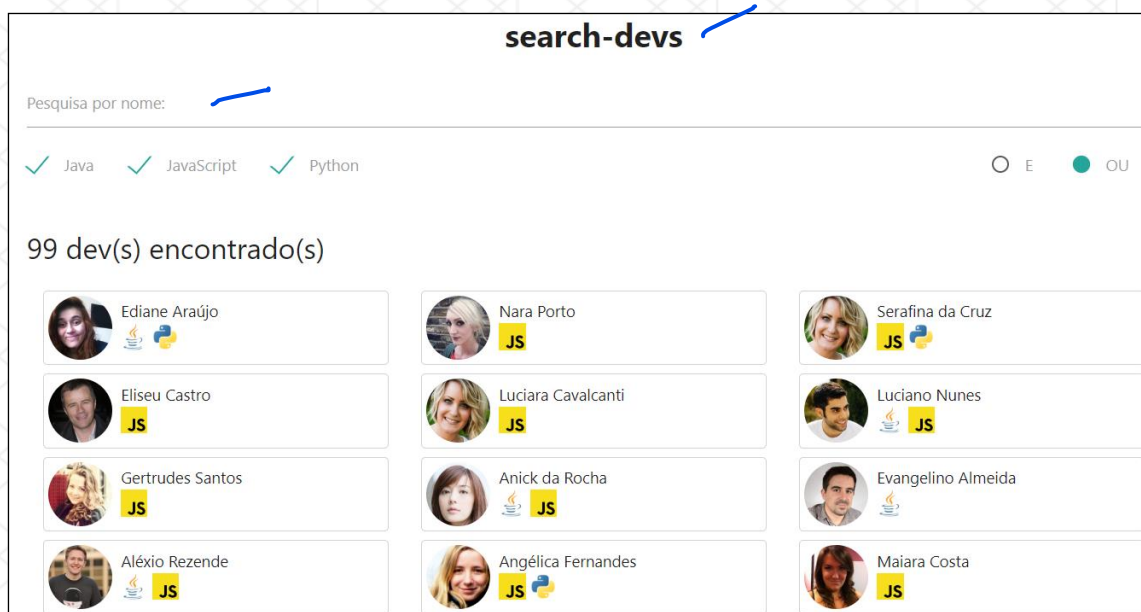 search-devs
Pesquisa por nome:
Java JavaScript Python E OU
99 dev(s) encontrado(s)
Ediane Araújo
Nara Porto
JS
Serafina da Cruz
JS
Eliseu Castro
JS
Luciara Cavalcanti
JS
Luciano Nunes
JS
Gertrudes Santos
JS
Anick da Rocha
JS
Evangelino Almeida
Aléxio Rezende
JS
Angélica Fernandes
JS
Maiara Costa
JS